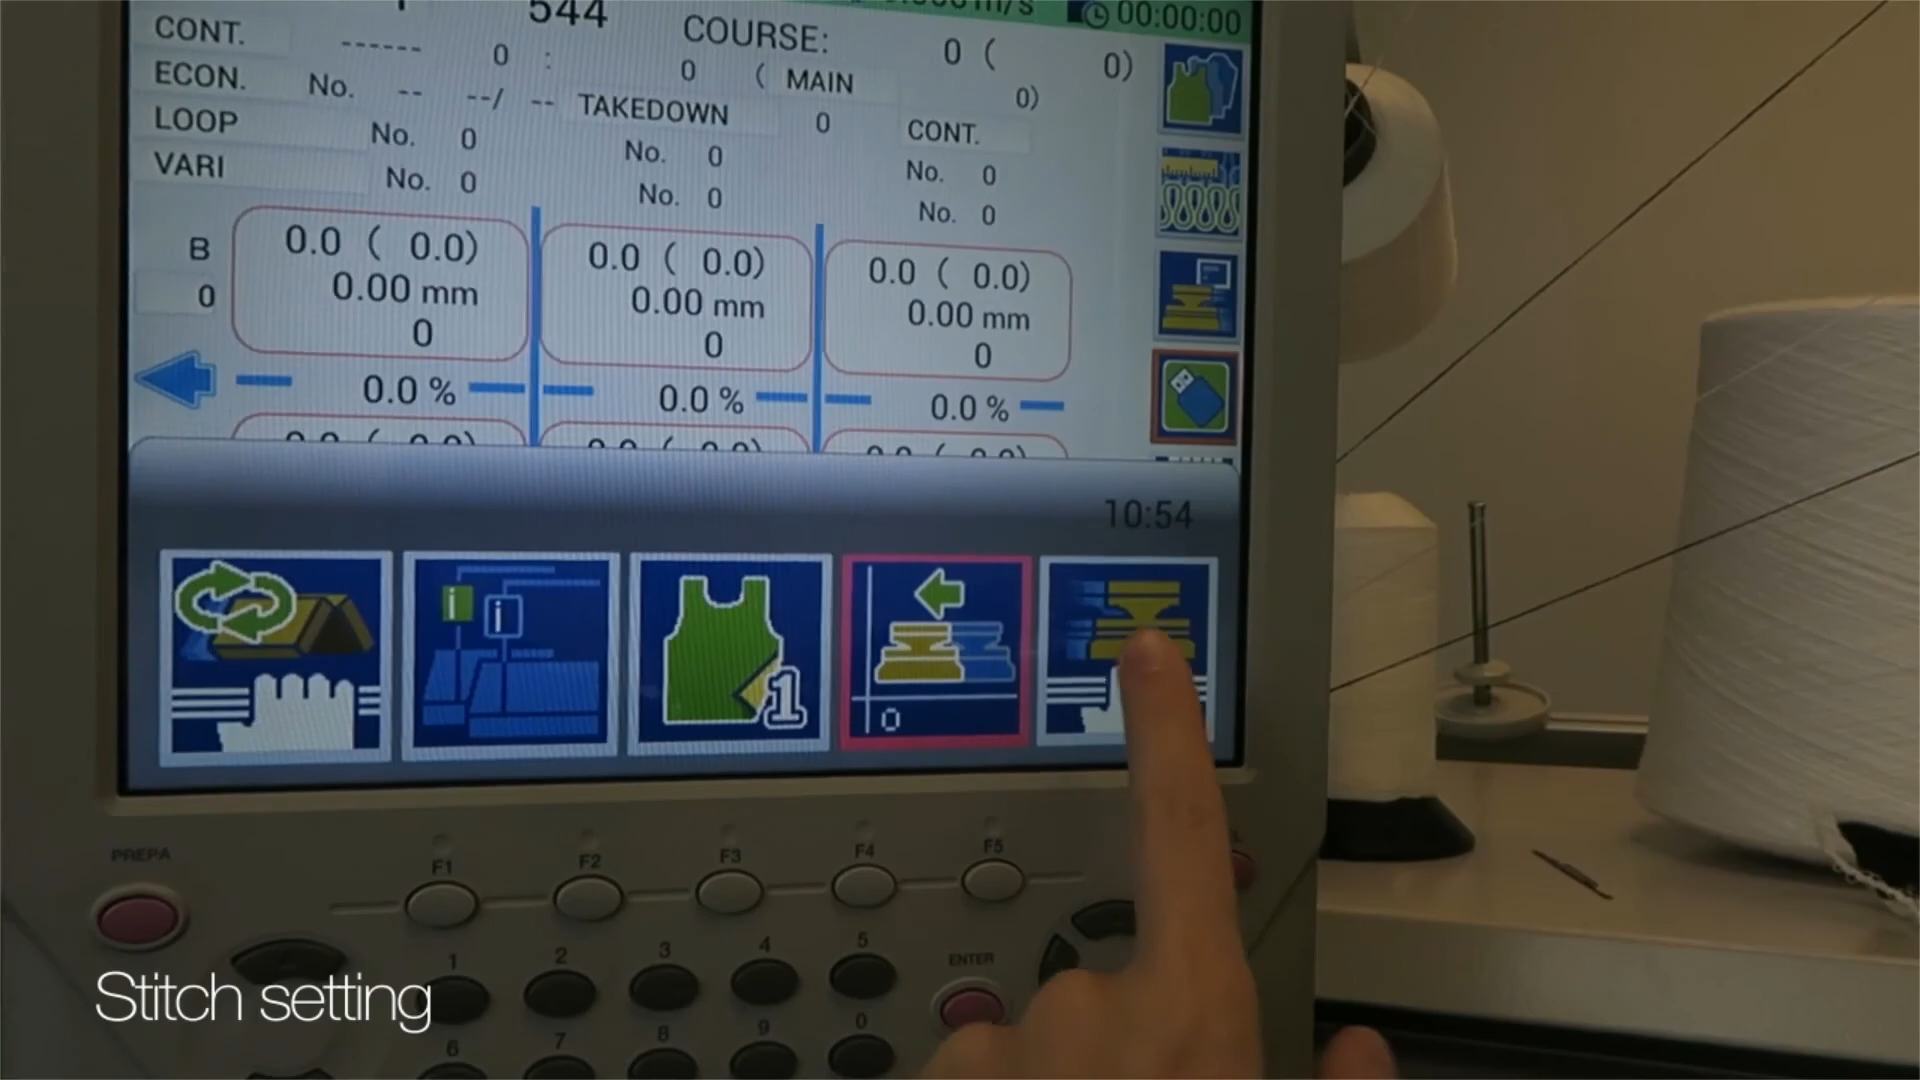 544
m/s
00:00:00
CONT. ------ 0 : 0 ( 0)
COURSE: 0 ( 0)
ECON. No. -- --/ --
MAIN
TAKEDOWN 0
CONT.
LOOP No. 0 No. 0 No. 0
VARI No. 0 No. 0 No. 0
B
0
0.0 ( 0.0) 0.0 ( 0.0) 0.0 ( 0.0)
0.00 mm 0.00 mm 0.00 mm
0 0 0
0.0 % 0.0 % 0.0 %
10:54
i i
1
0
PREPA F1 F2 F3 F4 F5
1 2 3 4 5
ENTER
6 7 8 9 0
Stitch setting